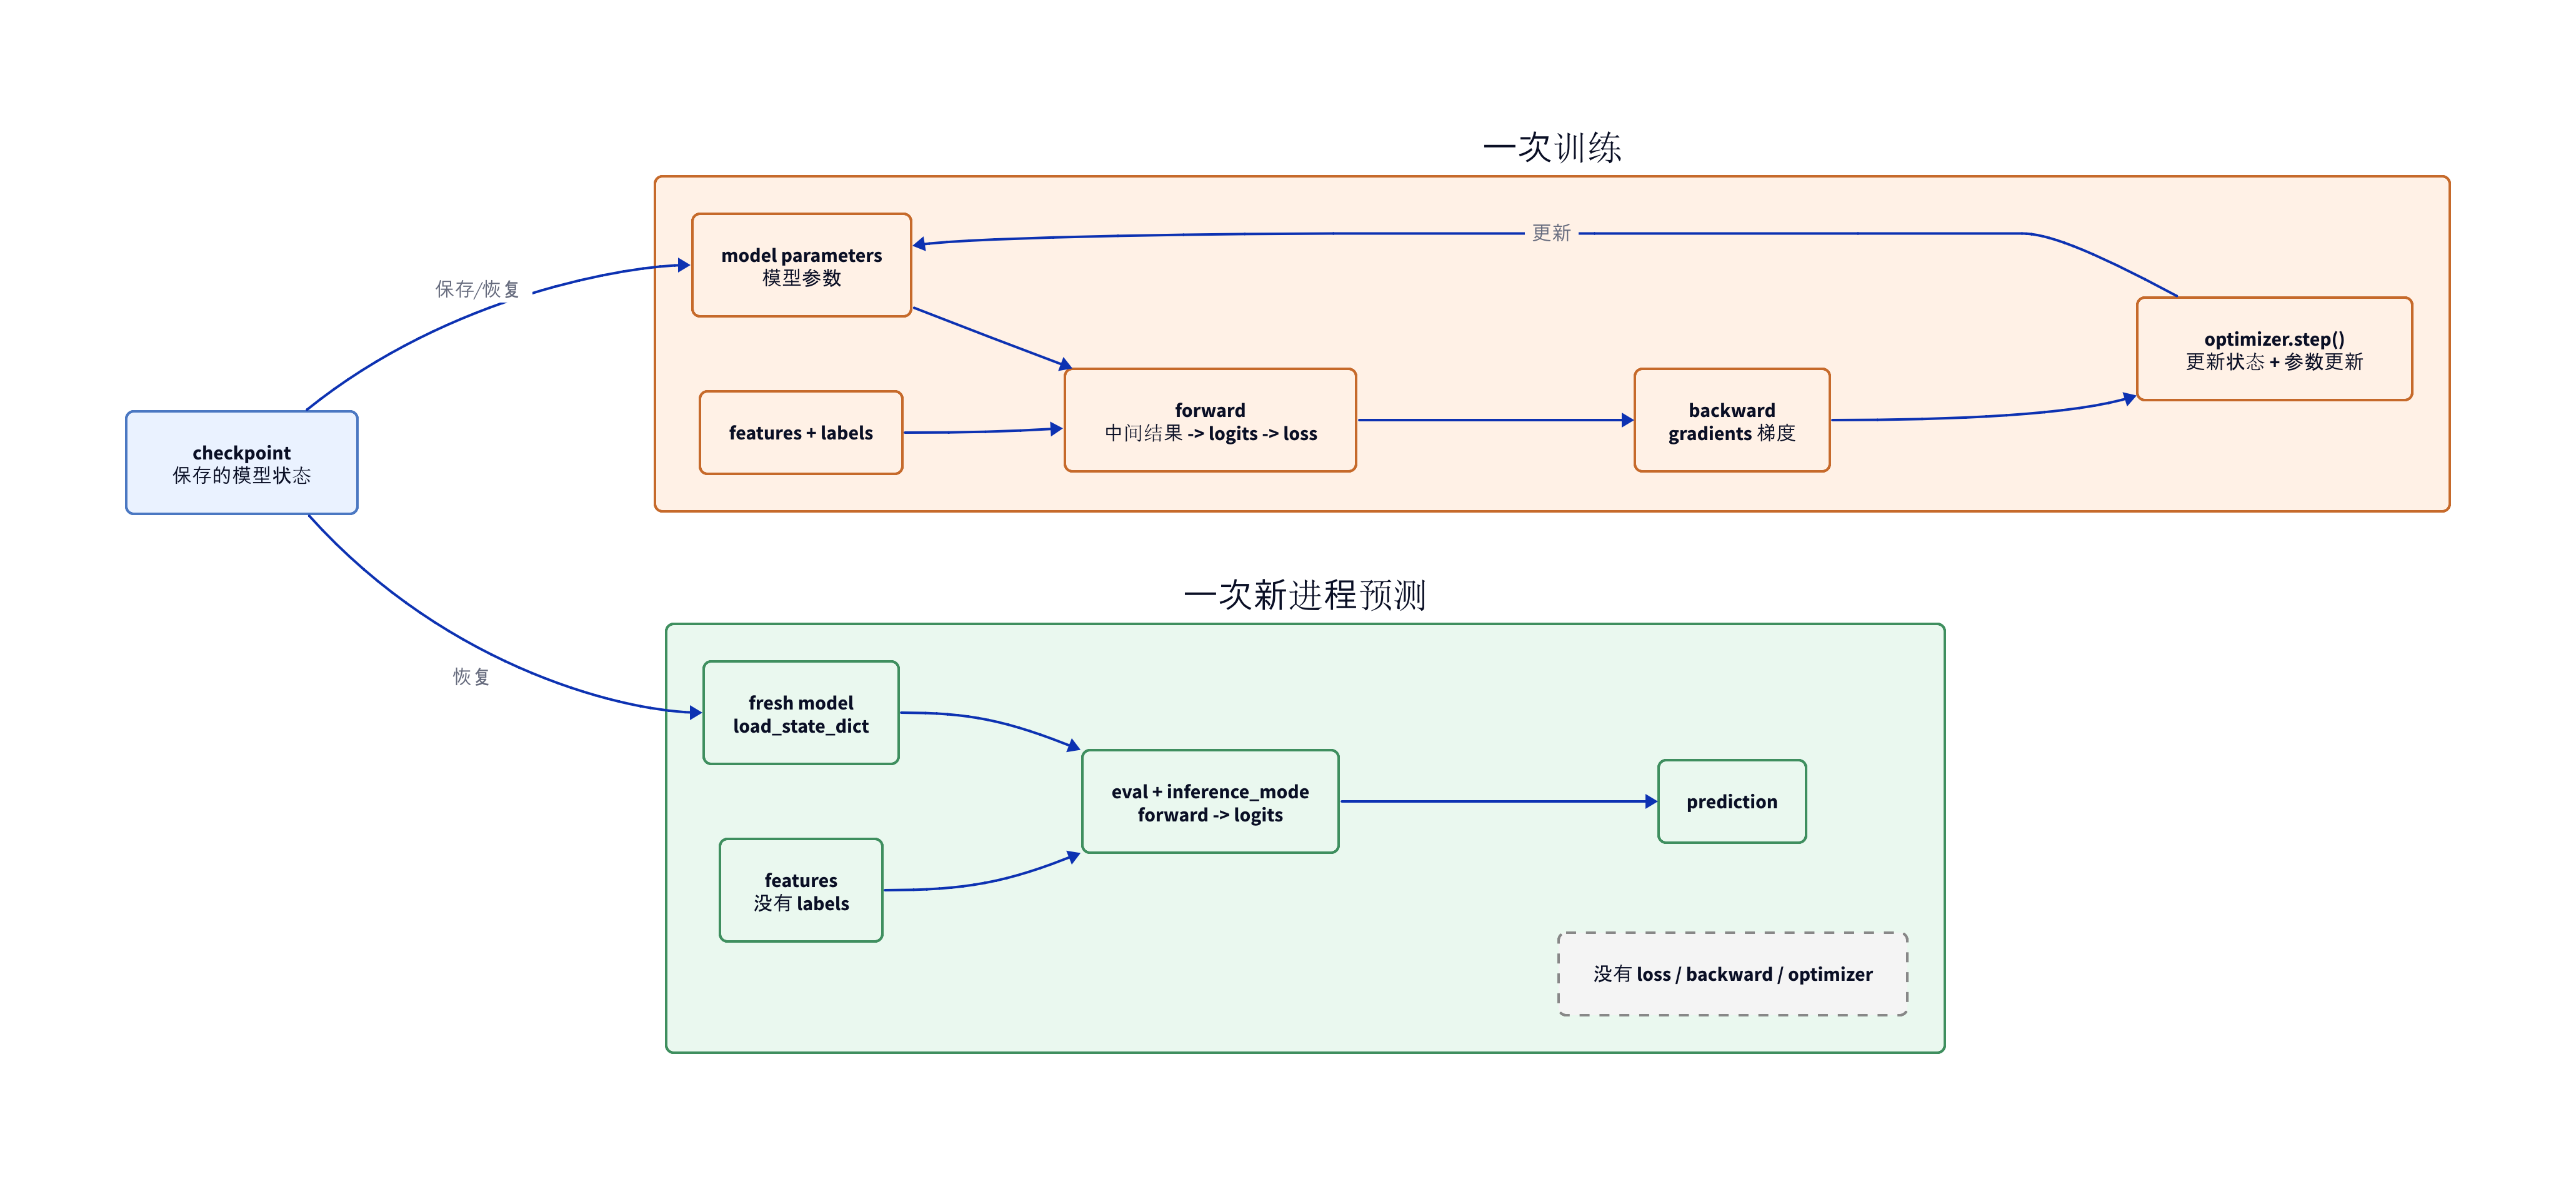 一次训练
model parameters
模型参数
更新
保存/恢复
optimizer.step()
更新状态 + 参数更新
features + labels
forward
中间结果 -> logits -> loss
backward
gradients 梯度
checkpoint
保存的模型状态
恢复
一次新进程预测
fresh model
load_state_dict
eval + inference_mode
forward -> logits
prediction
features
没有 labels
没有 loss / backward / optimizer